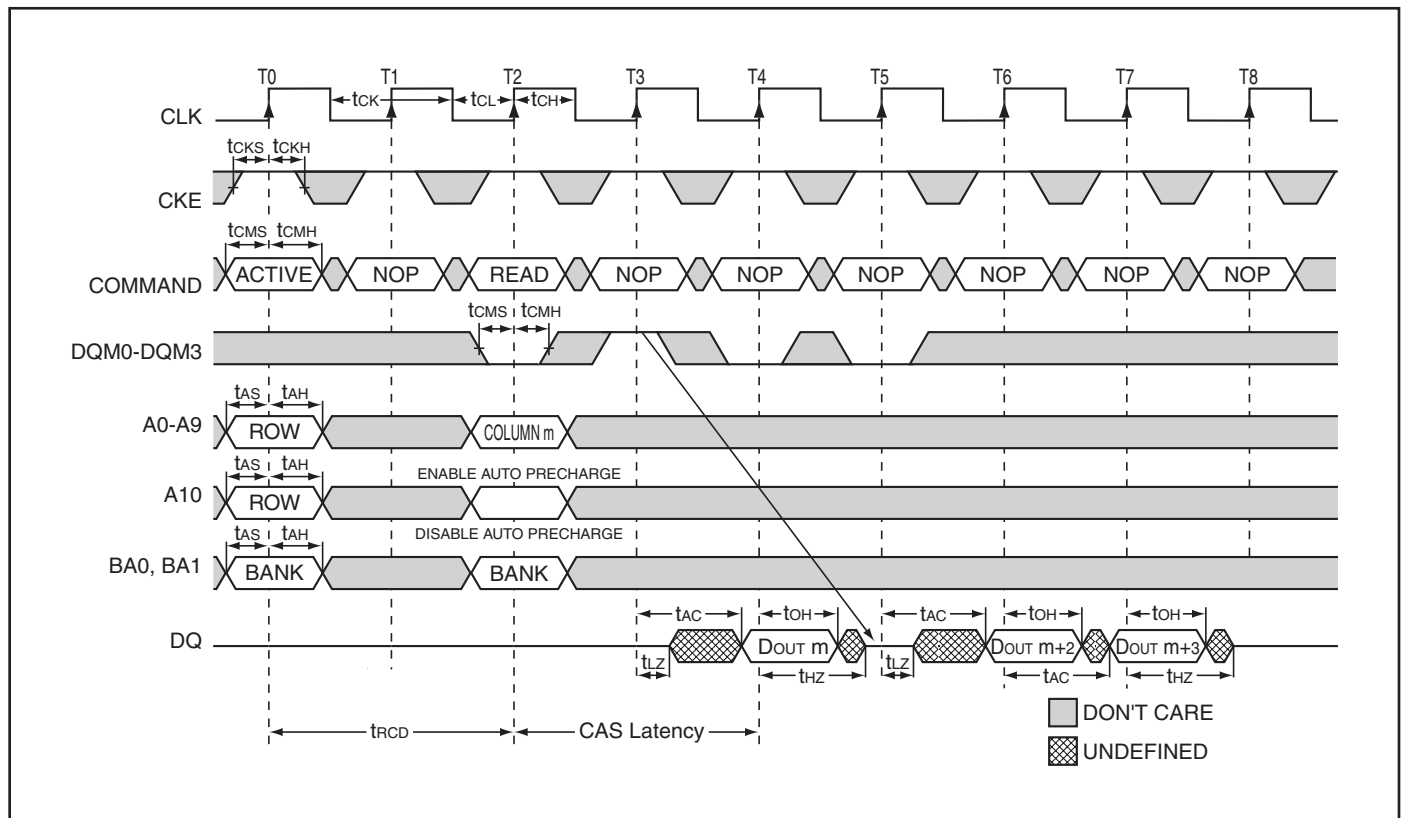 T0 T1 T2 T3 T4 T5 T6 T7 T8
CLK tCK tCL tCH
tCKS tCKH
CKE
tCMS tCMH
COMMAND ACTIVE NOP READ NOP NOP NOP NOP NOP NOP
tCMS tCMH
DQM0-DQM3
tAS tAH
A0-A9 ROW COLUMN m
tAS tAH ENABLE AUTO PRECHARGE
A10 ROW
tAS tAH DISABLE AUTO PRECHARGE
BA0, BA1 BANK BANK
tAC tOH tAC tOH tOH
DQ DOUT m DOUT m+2 DOUT m+3
tLZ tHZ tLZ tAC tHZ
DON'T CARE
tRCD CAS Latency
UNDEFINED